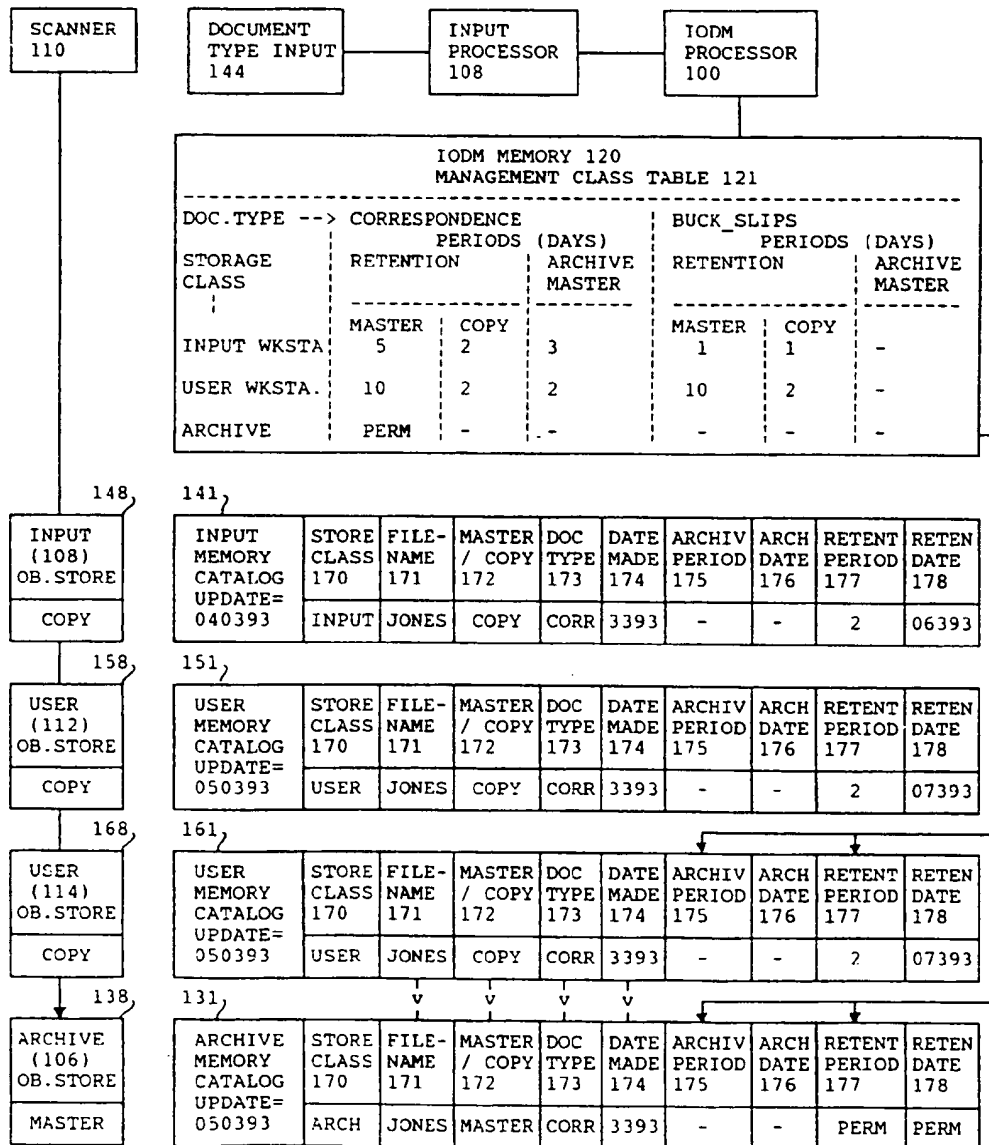 SCANNER
110
DOCUMENT
TYPE INPUT
144
INPUT
PROCESSOR
108
IODM
PROCESSOR
100
IODM MEMORY 120
MANAGEMENT CLASS TABLE 121
DOC.TYPE --> CORRESPONDENCE BUCK_SLIPS
PERIODS (DAYS) PERIODS (DAYS)
STORAGE RETENTION ARCHIVE RETENTION ARCHIVE
CLASS MASTER MASTER
MASTER COPY MASTER COPY
INPUT WKSTA 5 2 3 1 1 -
USER WKSTA. 10 2 2 10 2 -
ARCHIVE PERM - .- - - -
148
INPUT
(108)
OB.STORE
COPY
141
INPUT STORE FILE- MASTER DOC DATE ARCHIV ARCH RETENT RETEN
MEMORY CLASS NAME / COPY TYPE MADE PERIOD DATE PERIOD DATE
CATALOG 170 171 172 173 174 175 176 177 178
UPDATE=
040393 INPUT JONES COPY CORR 3393 - - 2 06393
158
USER
(112)
OB.STORE
COPY
151
USER STORE FILE- MASTER DOC DATE ARCHIV ARCH RETENT RETEN
MEMORY CLASS NAME / COPY TYPE MADE PERIOD DATE PERIOD DATE
CATALOG 170 171 172 173 174 175 176 177 178
UPDATE=
050393 USER JONES COPY CORR 3393 - - 2 07393
168
USER
(114)
OB.STORE
COPY
161
USER STORE FILE- MASTER DOC DATE ARCHIV ARCH RETENT RETEN
MEMORY CLASS NAME / COPY TYPE MADE PERIOD DATE PERIOD DATE
CATALOG 170 171 172 173 174 175 176 177 178
UPDATE=
050393 USER JONES COPY CORR 3393 - - 2 07393
v v v v
138
ARCHIVE
(106)
OB.STORE
MASTER
131
ARCHIVE STORE FILE- MASTER DOC DATE ARCHIV ARCH RETENT RETEN
MEMORY CLASS NAME / COPY TYPE MADE PERIOD DATE PERIOD DATE
CATALOG 170 171 172 173 174 175 176 177 178
UPDATE=
050393 ARCH JONES MASTER CORR 3393 - - PERM PERM